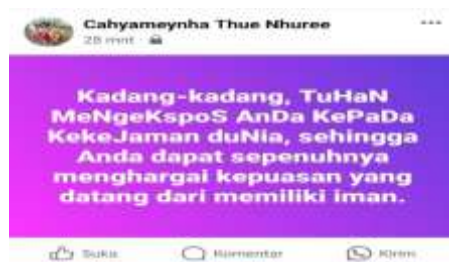 Cahyameynha Thue Nhuree
28 mnt
Kadang-kadang, TuHaN
MeNgeKspoS AnDa KePaDa
KekeJaman duNia, sehingga
Anda dapat sepenuhnya
menghargai kepuasan yang
datang dari memiliki iman.
Suka Komentar Kirim